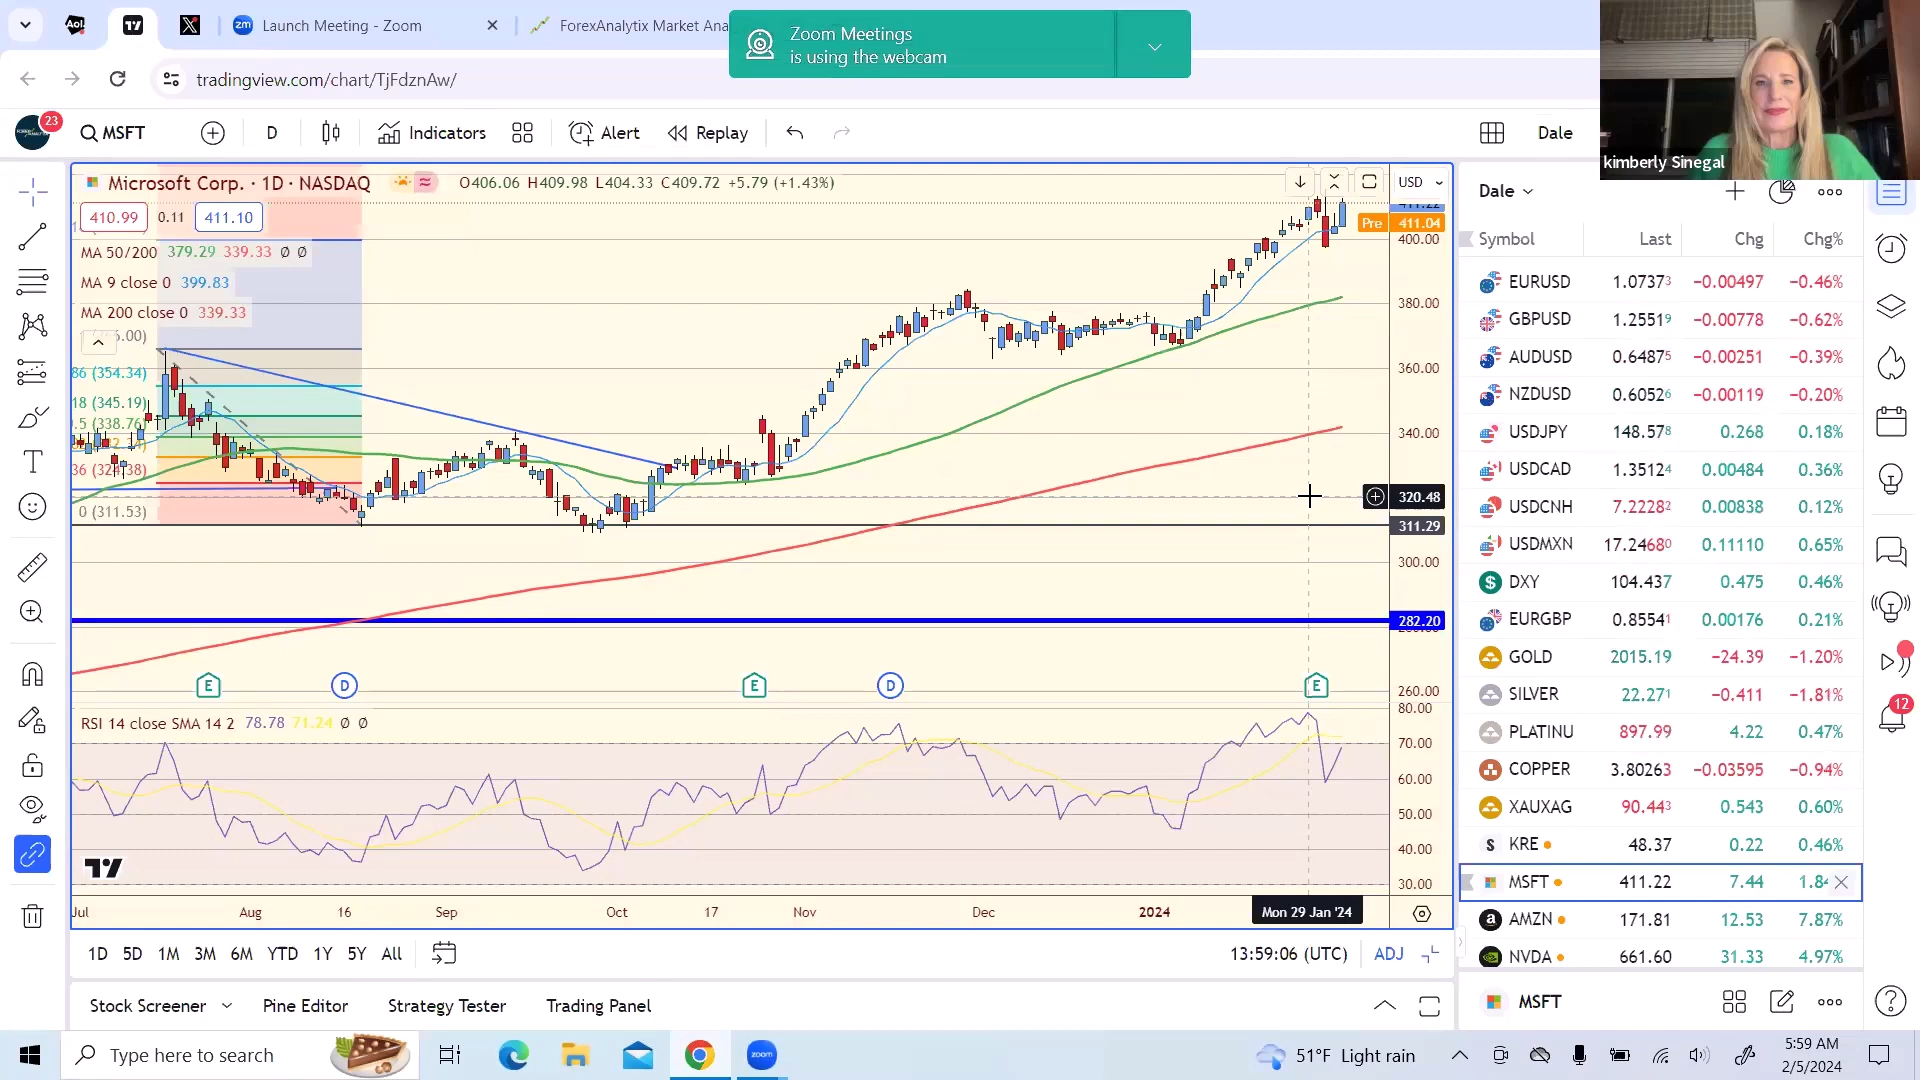 Aol
Launch Meeting - Zoom
ForexAnalytix Market Ana
Zoom Meetings
is using the webcam
tradingview.com/chart/TjFdznAw/
23
MSFT
D
Indicators
Alert
Replay
Dale
kimberly Sinegal
Microsoft Corp. · 1D · NASDAQ
O406.06 H409.98 L404.33 C409.72 +5.79 (+1.43%)
USD
410.99 0.11 411.10
MA 50/200 379.29 339.33 Ø Ø
MA 9 close 0 399.83
MA 200 close 0 339.33
86 (354.34)
18 (345.19)
.5 (338.76)
36 (324.38)
0 (311.53)
411.22
Pre 411.04
400.00
380.00
360.00
340.00
320.48
311.29
300.00
282.20
260.00
E D E D E
RSI 14 close SMA 14 2 78.78 71.24 Ø Ø
80.00
70.00
60.00
50.00
40.00
30.00
Jul Aug 16 Sep Oct 17 Nov Dec 2024 Mon 29 Jan '24
1D 5D 1M 3M 6M YTD 1Y 5Y All
13:59:06 (UTC) ADJ
Stock Screener Pine Editor Strategy Tester Trading Panel
Dale
Symbol Last Chg Chg%
EURUSD 1.07373 −0.00497 −0.46%
GBPUSD 1.25519 −0.00778 −0.62%
AUDUSD 0.64875 −0.00251 −0.39%
NZDUSD 0.60526 −0.00119 −0.20%
USDJPY 148.578 0.268 0.18%
USDCAD 1.35124 0.00484 0.36%
USDCNH 7.22282 0.00838 0.12%
USDMXN 17.24680 0.11110 0.65%
DXY 104.437 0.475 0.46%
EURGBP 0.85541 0.00176 0.21%
GOLD 2015.19 −24.39 −1.20%
SILVER 22.271 −0.411 −1.81%
PLATINU 897.99 4.22 0.47%
COPPER 3.80263 −0.03595 −0.94%
XAUXAG 90.443 0.543 0.60%
KRE 48.37 0.22 0.46%
MSFT 411.22 7.44 1.84
AMZN 171.81 12.53 7.87%
NVDA 661.60 31.33 4.97%
MSFT
12
Type here to search
zoom
51°F Light rain
5:59 AM
2/5/2024